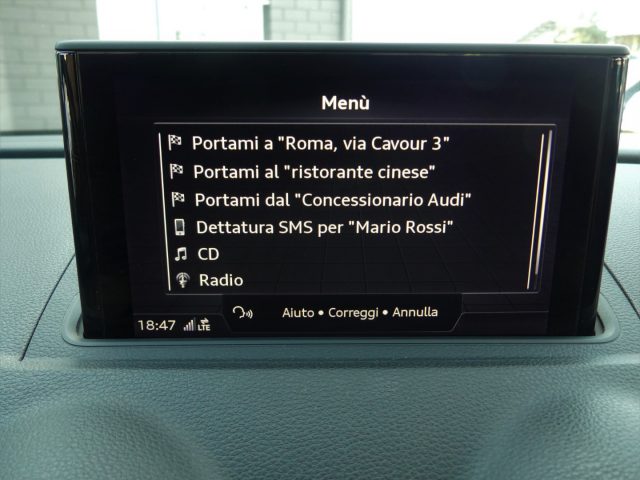 Menù
Portami a "Roma, via Cavour 3"
Portami al "ristorante cinese"
Portami dal "Concessionario Audi"
Dettatura SMS per "Mario Rossi"
CD
Radio
18:47 LTE Aiuto • Correggi • Annulla